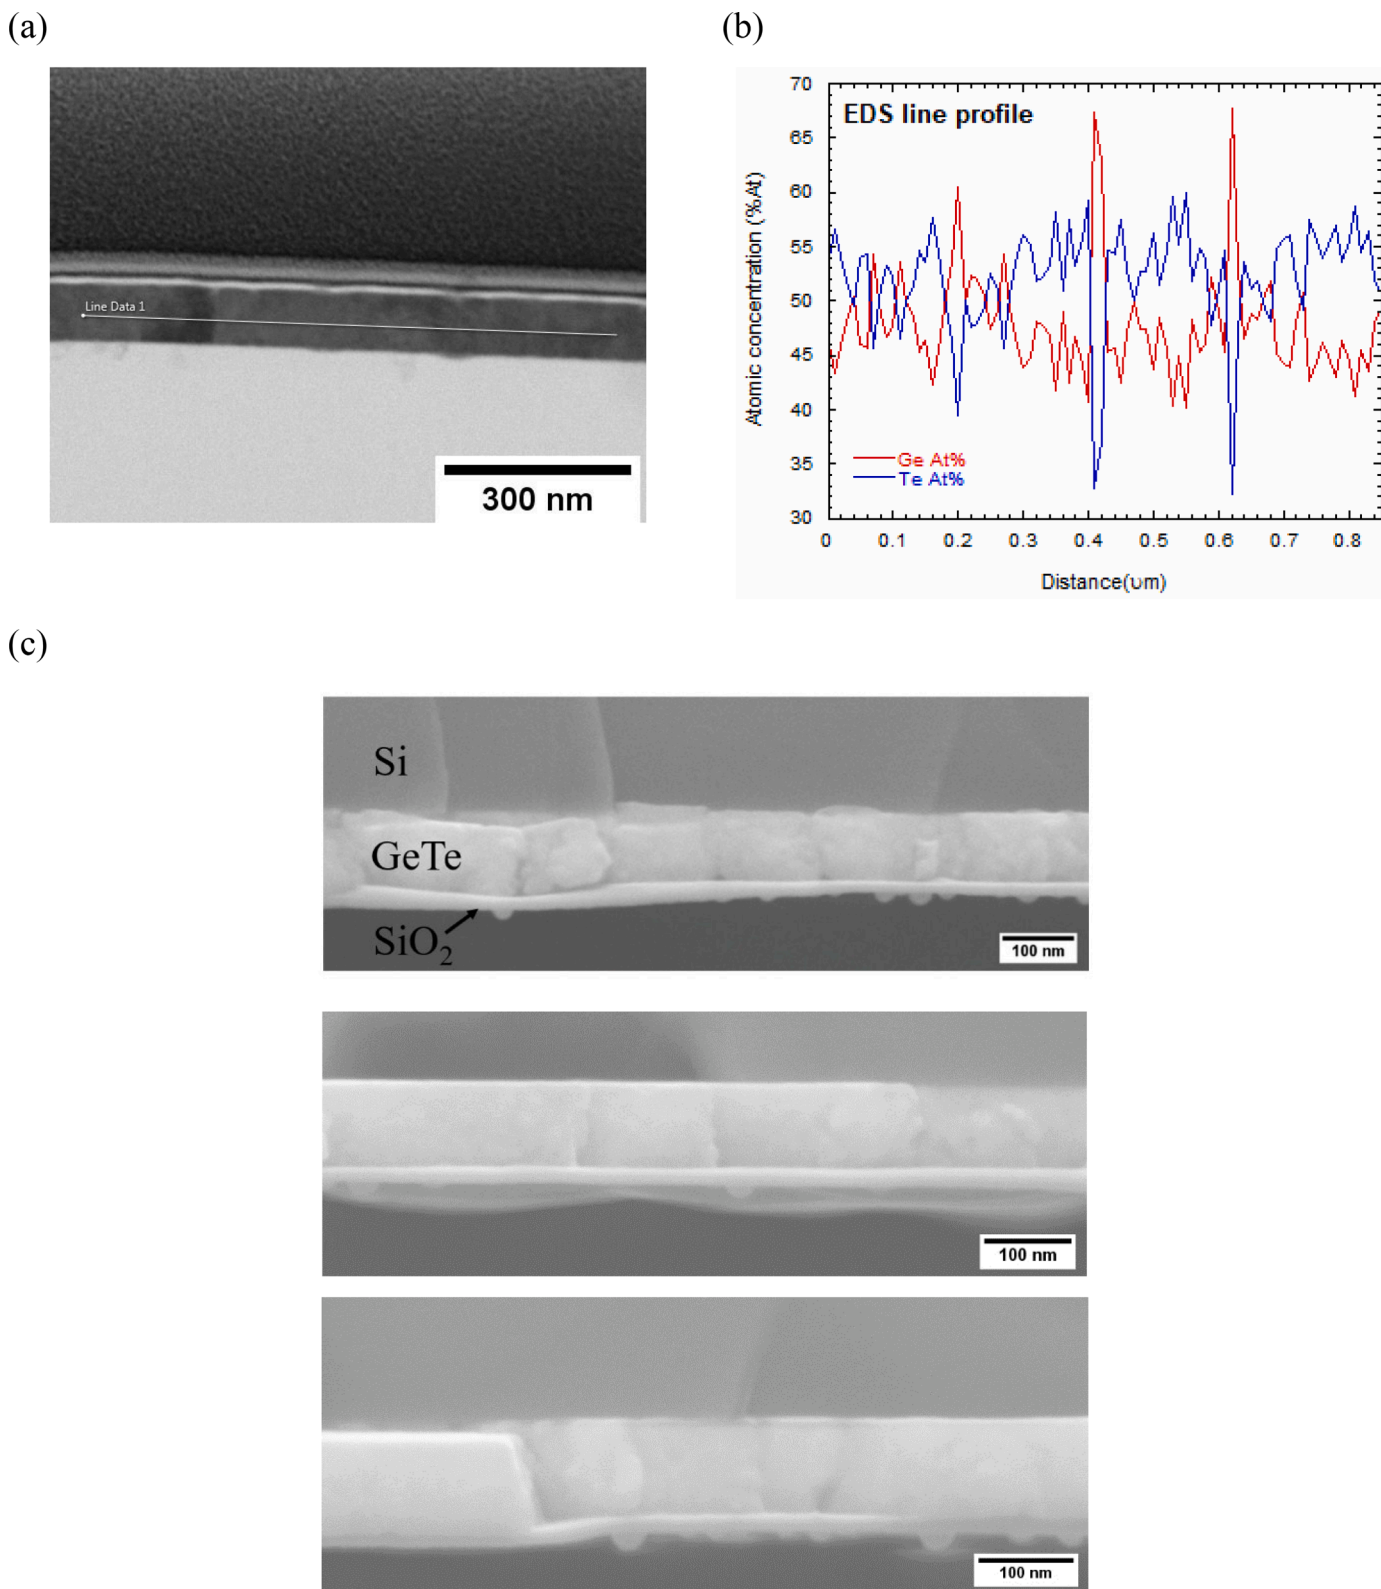 (a)
(b)
Line Data 1
300 nm
EDS line profile
70
65
60
55
50
45
40
35
30
Atomic concentration (%At)
Ge At%
Te At%
0 0.1 0.2 0.3 0.4 0.5 0.6 0.7 0.8
Distance(υm)
(c)
Si
GeTe
SiO₂
100 nm
100 nm
100 nm